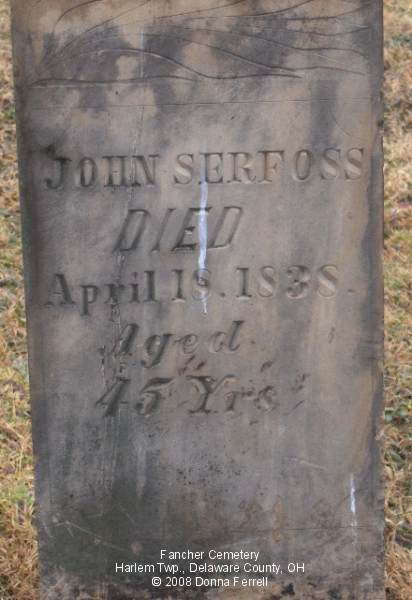 JOHN SERFOSS
DIED
April 18. 1838.
Aged
45 Yrs
Fancher Cemetery
Harlem Twp., Delaware County, OH
© 2008 Donna Ferrell